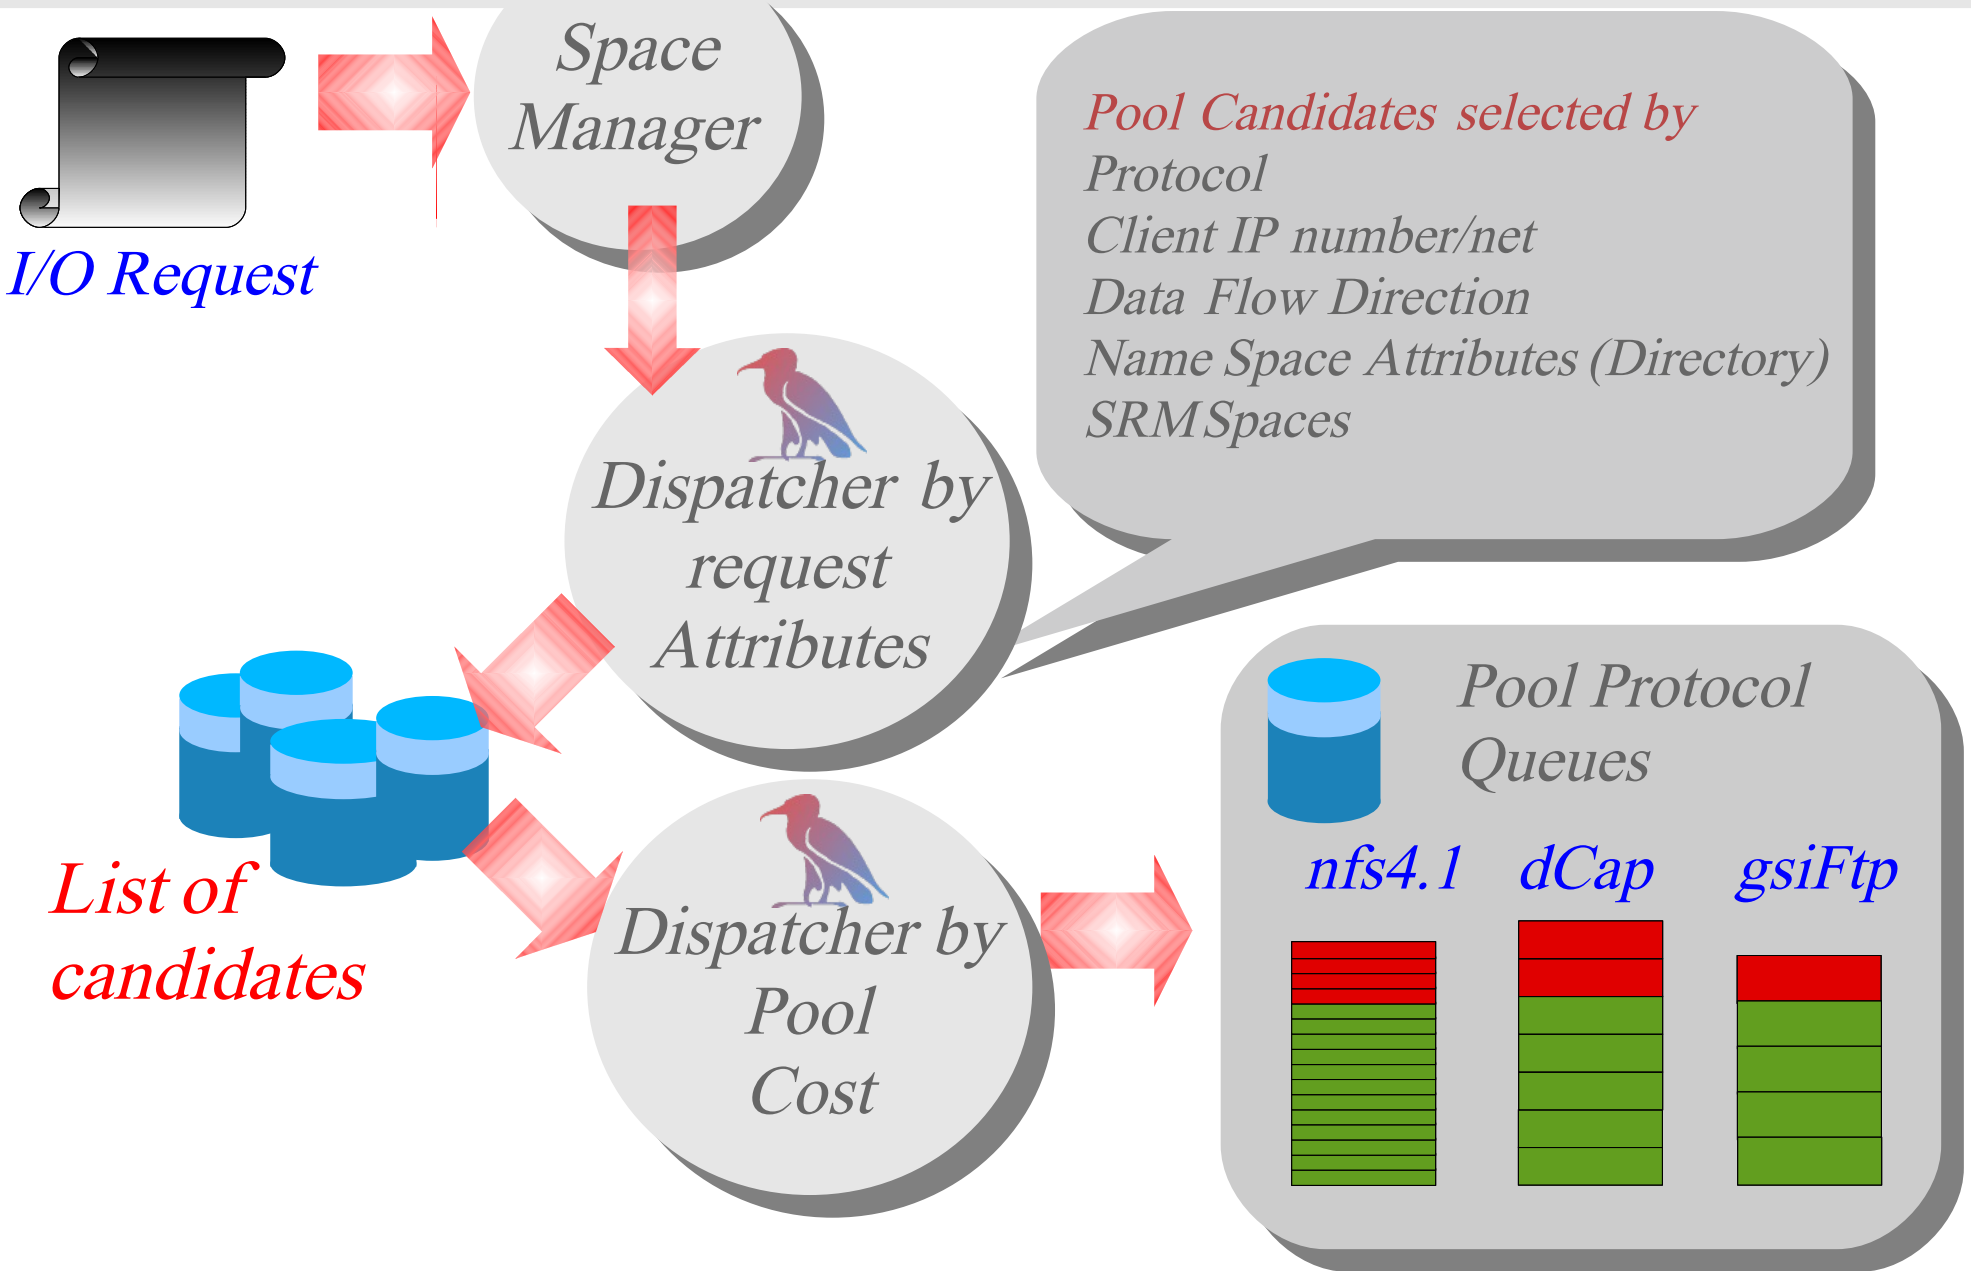 Space
Manager
I/O Request
Pool Candidates selected by
Protocol
Client IP number/net
Data Flow Direction
Name Space Attributes (Directory)
SRM Spaces
Dispatcher by
request
Attributes
List of
candidates
Dispatcher by
Pool
Cost
Pool Protocol
Queues
nfs4.1 dCap gsiFtp